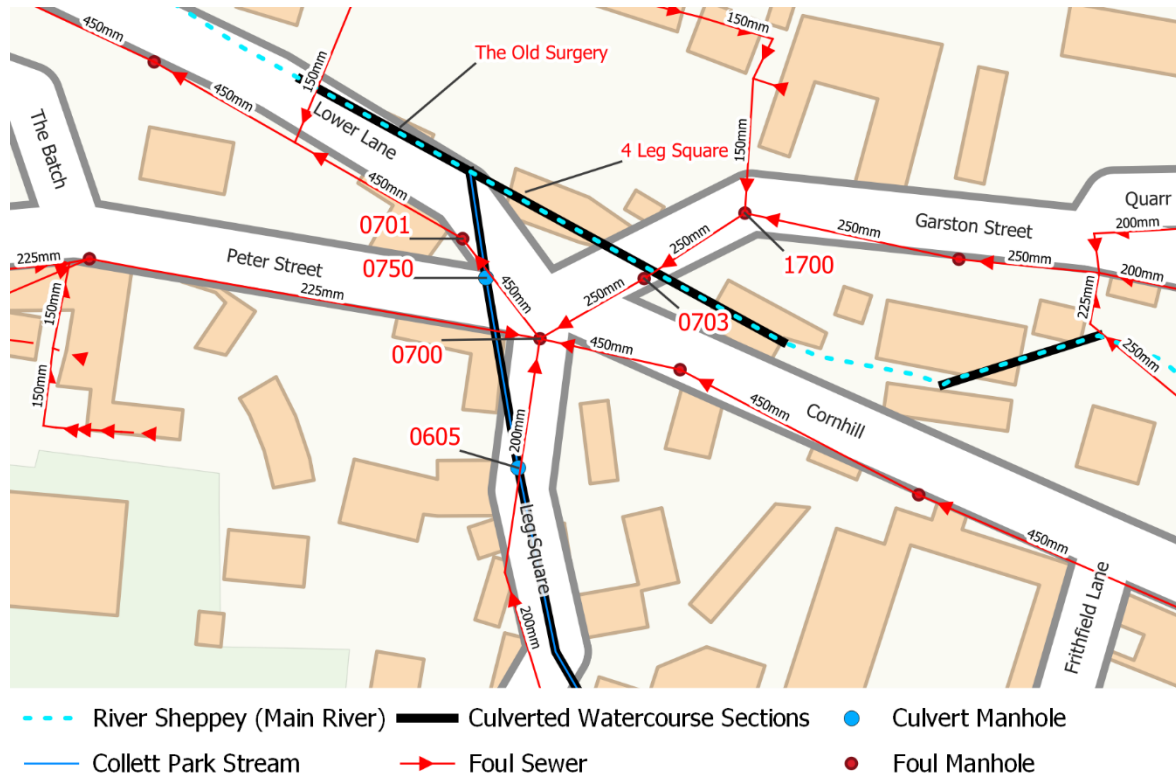 450mm
150mm
The Old Surgery
150mm
450mm
Lower Lane
The Batch
4 Leg Square
150mm
Quarr
450mm
0701
Garston Street
200mm
250mm
Peter Street
0750
1700
250mm
225mm
200mm
225mm
450mm
250mm
0703
225mm
150mm
0700
450mm
250mm
150mm
450mm
Cornhill
0605
200mm
Leg Square
450mm
200mm
Frithfield Lane
River Sheppey (Main River)
Culverted Watercourse Sections
Culvert Manhole
Collett Park Stream
Foul Sewer
Foul Manhole